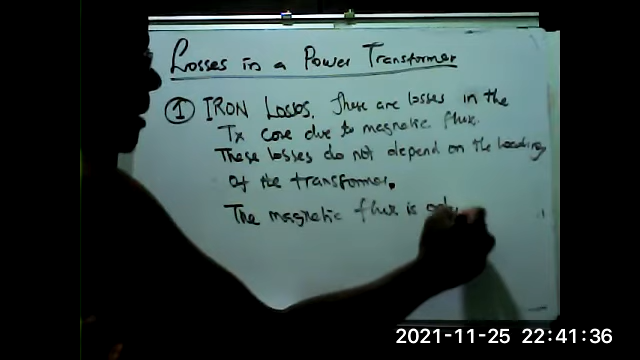 Losses in a Power Transformer
① IRON Losses. These are losses in the
Tx core due to magnetic flux.
These losses do not depend on the loading
of the transformer.
The magnetic flux is only
2021-11-25 22:41:36